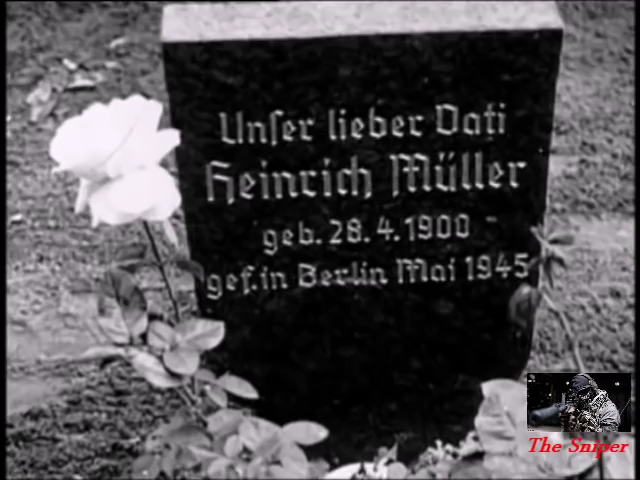 Unser lieber Vati
Heinrich Müller
geb. 28.4.1900
gef. in Berlin Mai 1945
The Sniper